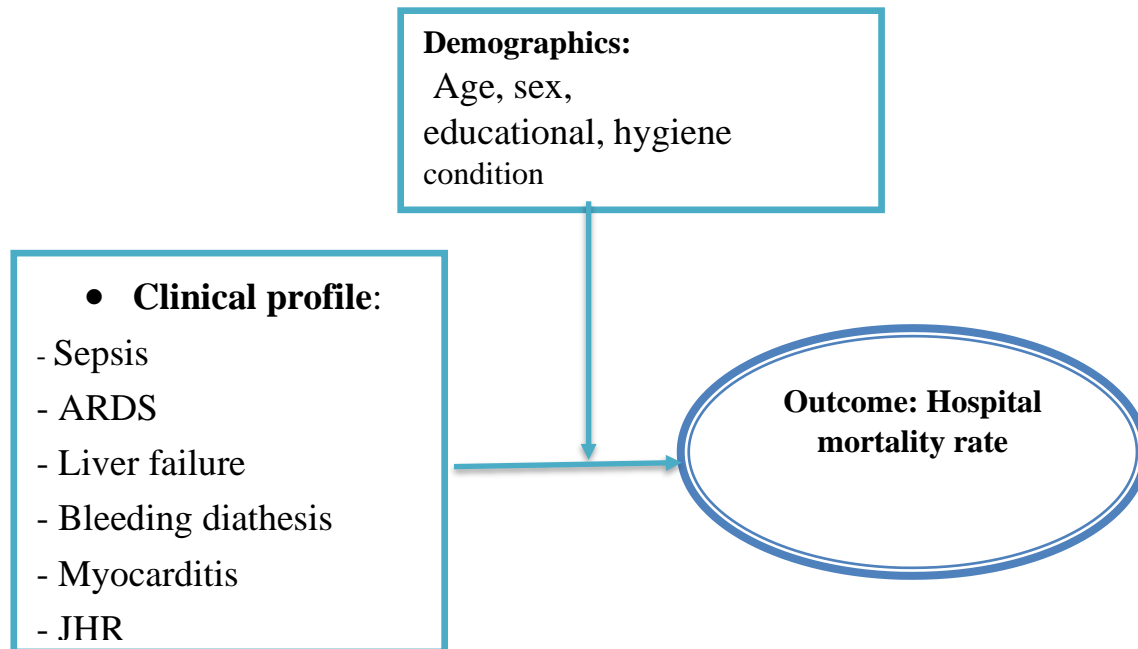 Demographics:
Age, sex,
educational, hygiene
condition
• Clinical profile:
- Sepsis
- ARDS
- Liver failure
- Bleeding diathesis
- Myocarditis
- JHR
Outcome: Hospital
mortality rate